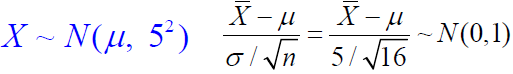 X ~ N(μ, 5²)   (X̄ − μ) / (σ / √n) = (X̄ − μ) / (5 / √16) ~ N(0,1)